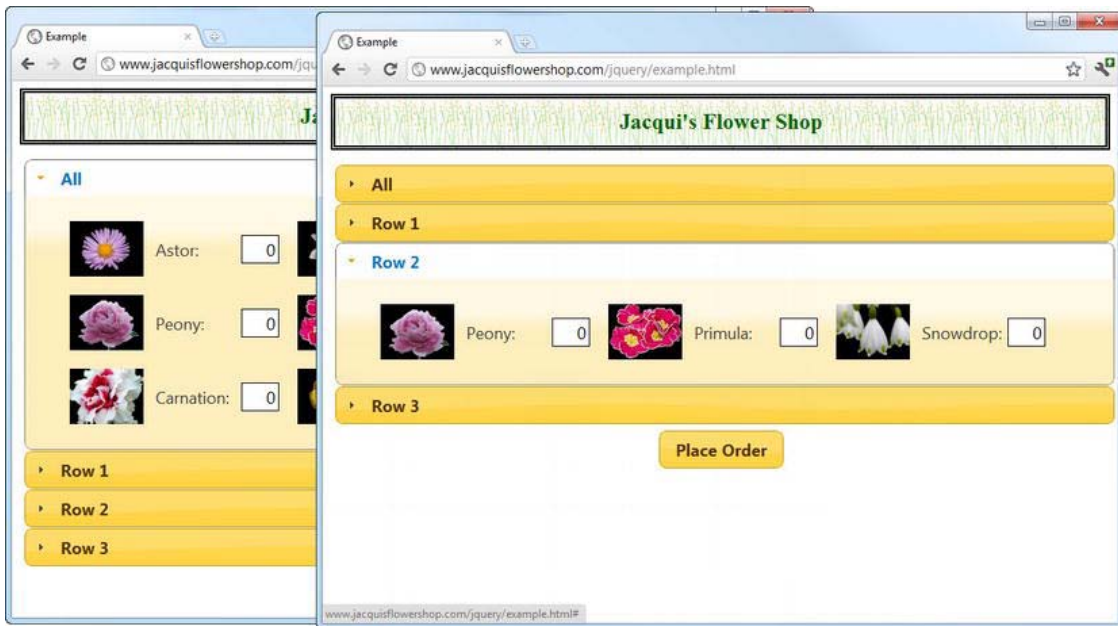 Example
www.jacquisflowershop.com/jqu
Ja
All
Astor: 0
Peony: 0
Carnation: 0
Row 1
Row 2
Row 3
Example
www.jacquisflowershop.com/jquery/example.html
Jacqui's Flower Shop
All
Row 1
Row 2
Peony: 0 Primula: 0 Snowdrop: 0
Row 3
Place Order
www.jacquisflowershop.com/jquery/example.html#